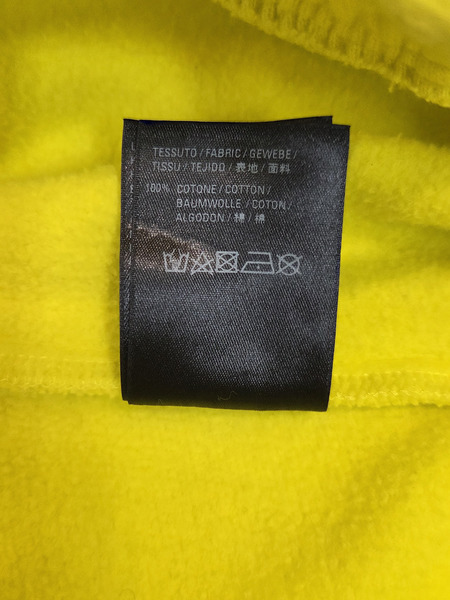 TESSUTO / FABRIC / GEWEBE /
TISSU / TEJIDO / 表地 / 面料
100% COTONE / COTTON /
BAUMWOLLE / COTON /
ALGODON / 綿 / 棉